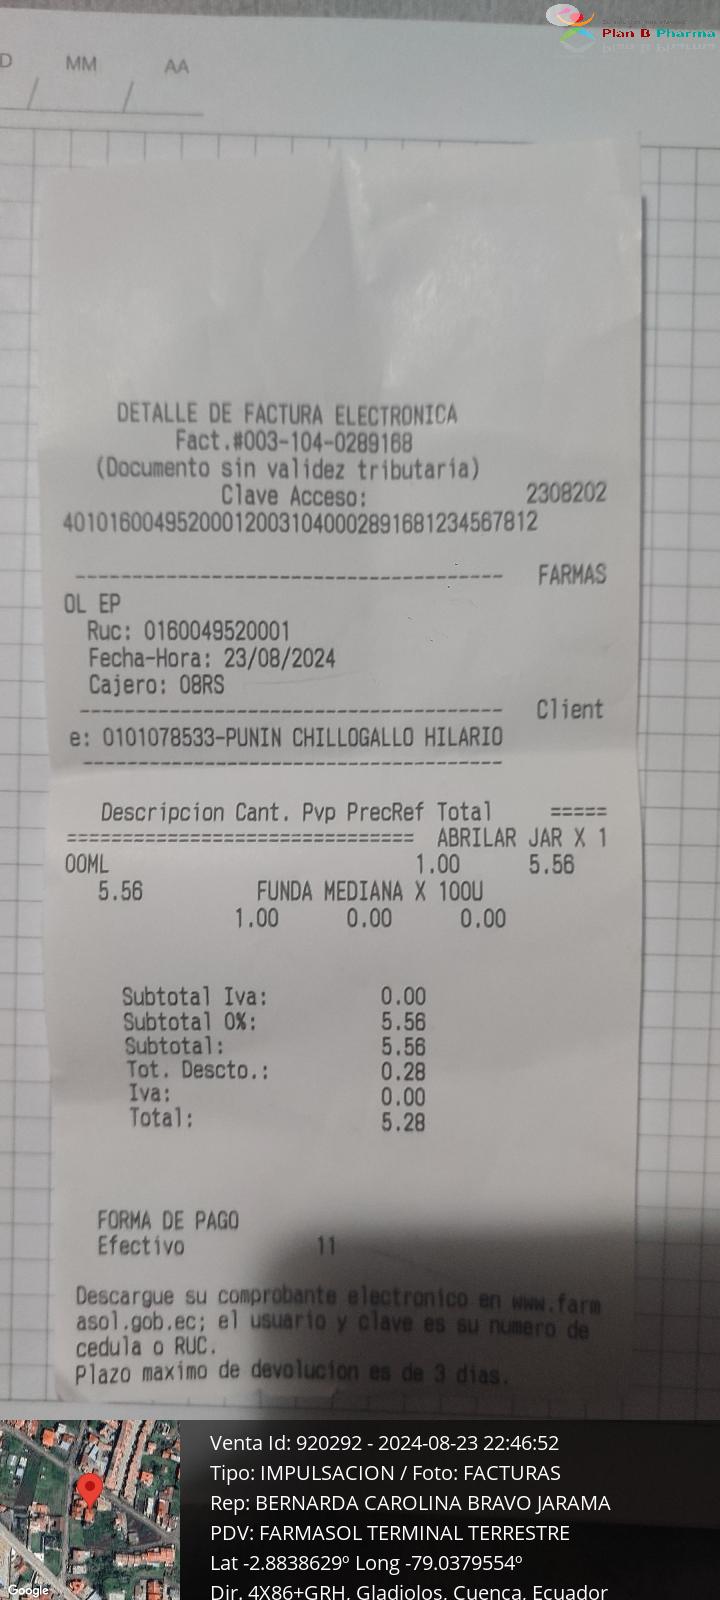 Plan B Pharma
D MM AA
DETALLE DE FACTURA ELECTRONICA
Fact.#003-104-0289168
(Documento sin validez tributaria)
Clave Acceso: 2308202
401016004952000120031040002891681234567812
-------------------------------------- FARMAS
OL EP
Ruc: 0160049520001
Fecha-Hora: 23/08/2024
Cajero: 08RS
-------------------------------------- Client
e: 0101078533-PUNIN CHILLOGALLO HILARIO
--------------------------------------
Descripcion Cant. Pvp PrecRef Total =====
=============================== ABRILAR JAR X 1
00ML 1.00 5.56
5.56 FUNDA MEDIANA X 100U
1.00 0.00 0.00
Subtotal Iva: 0.00
Subtotal 0%: 5.56
Subtotal: 5.56
Tot. Descto.: 0.28
Iva: 0.00
Total: 5.28
FORMA DE PAGO
Efectivo 11
Descargue su comprobante electronico en www.farm
asol.gob.ec; el usuario y clave es su numero de
cedula o RUC.
Plazo maximo de devolucion es de 3 dias.
Google
Venta Id: 920292 - 2024-08-23 22:46:52
Tipo: IMPULSACION / Foto: FACTURAS
Rep: BERNARDA CAROLINA BRAVO JARAMA
PDV: FARMASOL TERMINAL TERRESTRE
Lat -2.8838629º Long -79.0379554º
Dir. 4X86+GRH, Gladiolos, Cuenca, Ecuador